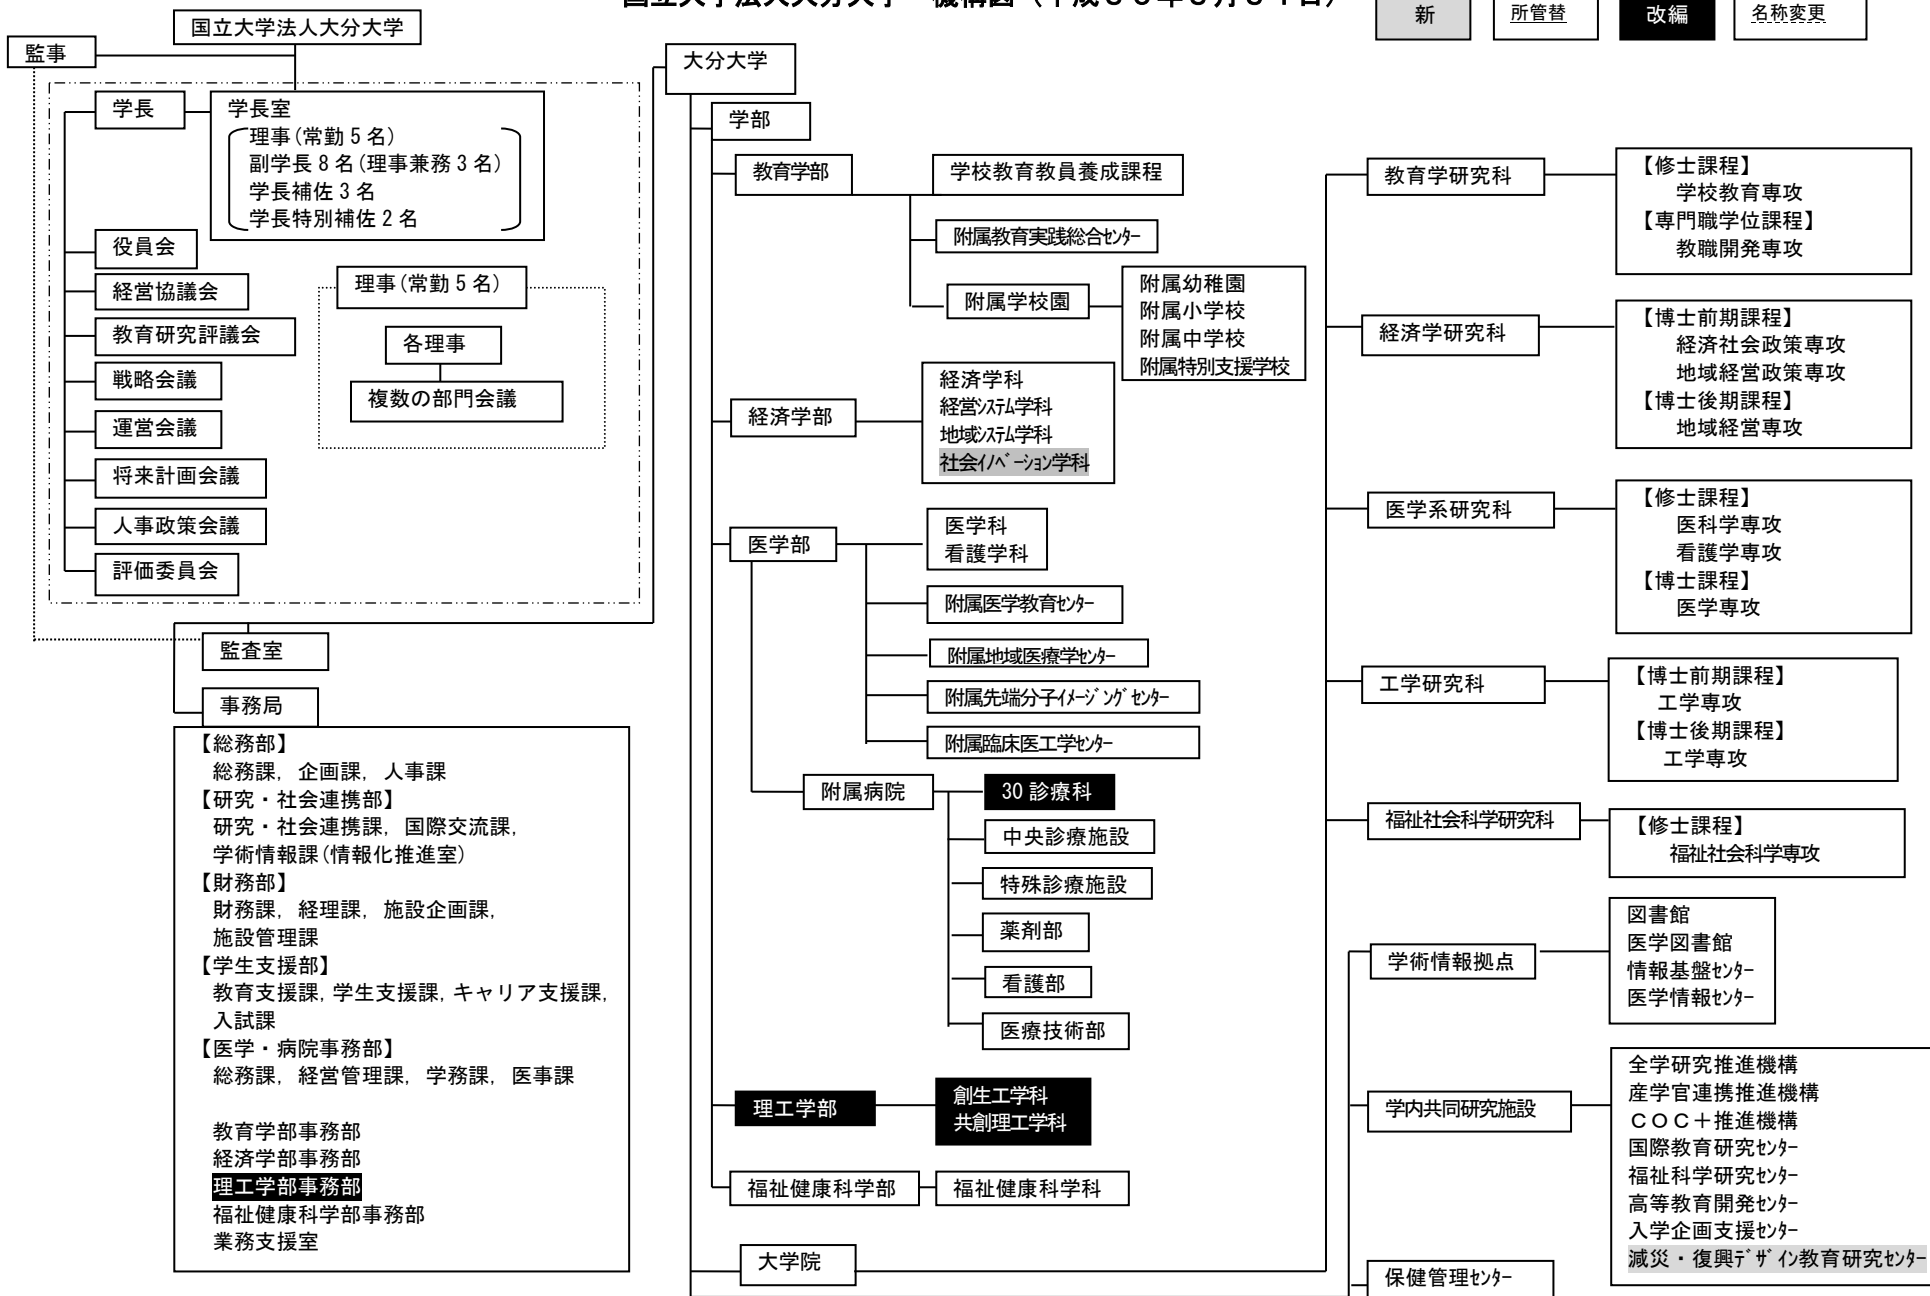 国立大学法人大分大学　機構図（平成３０年３月３１日）
新
所管替
改編
名称変更
国立大学法人大分大学
監事
学長
学長室
理事(常勤5名)
副学長8名(理事兼務3名)
学長補佐3名
学長特別補佐2名
役員会
経営協議会
教育研究評議会
戦略会議
運営会議
将来計画会議
人事政策会議
評価委員会
理事(常勤5名)
各理事
複数の部門会議
監査室
事務局
【総務部】
総務課, 企画課, 人事課
【研究・社会連携部】
研究・社会連携課, 国際交流課,
学術情報課(情報化推進室)
【財務部】
財務課, 経理課, 施設企画課,
施設管理課
【学生支援部】
教育支援課, 学生支援課, キャリア支援課,
入試課
【医学・病院事務部】
総務課, 経営管理課, 学務課, 医事課
教育学部事務部
経済学部事務部
理工学部事務部
福祉健康科学部事務部
業務支援室
大分大学
学部
教育学部
学校教育教員養成課程
附属教育実践総合ｾﾝﾀｰ
附属学校園
附属幼稚園
附属小学校
附属中学校
附属特別支援学校
経済学部
経済学科
経営ｼｽﾃﾑ学科
地域ｼｽﾃﾑ学科
社会ｲﾉﾍﾞｰｼｮﾝ学科
医学部
医学科
看護学科
附属医学教育ｾﾝﾀｰ
附属地域医療学ｾﾝﾀｰ
附属先端分子ｲﾒｰｼﾞﾝｸﾞｾﾝﾀｰ
附属臨床医工学ｾﾝﾀｰ
附属病院
30診療科
中央診療施設
特殊診療施設
薬剤部
看護部
医療技術部
理工学部
創生工学科
共創理工学科
福祉健康科学部
福祉健康科学科
大学院
教育学研究科
【修士課程】
学校教育専攻
【専門職学位課程】
教職開発専攻
経済学研究科
【博士前期課程】
経済社会政策専攻
地域経営政策専攻
【博士後期課程】
地域経営専攻
医学系研究科
【修士課程】
医科学専攻
看護学専攻
【博士課程】
医学専攻
工学研究科
【博士前期課程】
工学専攻
【博士後期課程】
工学専攻
福祉社会科学研究科
【修士課程】
福祉社会科学専攻
学術情報拠点
図書館
医学図書館
情報基盤ｾﾝﾀｰ
医学情報ｾﾝﾀｰ
学内共同研究施設
全学研究推進機構
産学官連携推進機構
ＣＯＣ＋推進機構
国際教育研究ｾﾝﾀｰ
福祉科学研究ｾﾝﾀｰ
高等教育開発ｾﾝﾀｰ
入学企画支援ｾﾝﾀｰ
減災・復興ﾃﾞｻﾞｲﾝ教育研究ｾﾝﾀｰ
保健管理ｾﾝﾀｰ